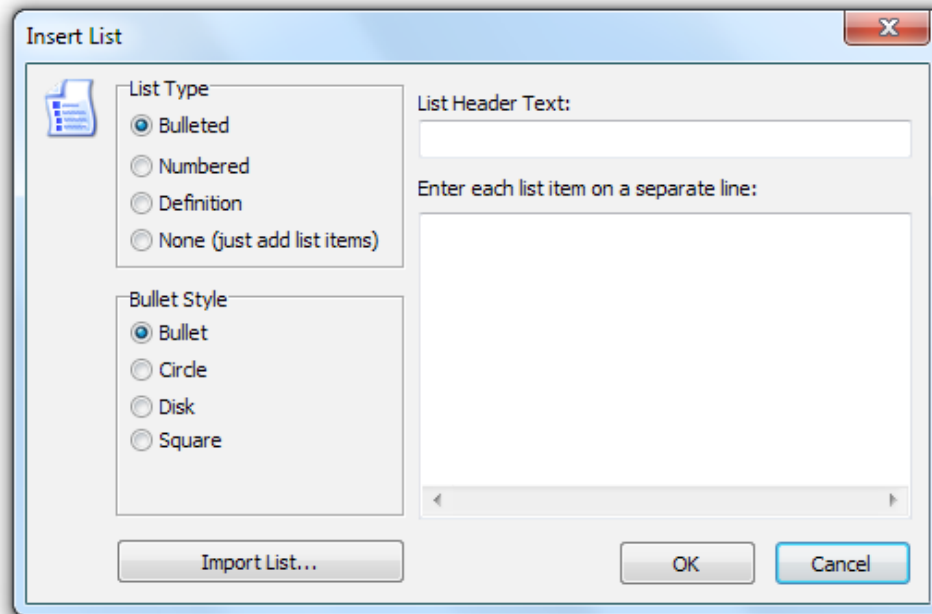 Insert List
List Type
Bulleted
Numbered
Definition
None (just add list items)
Bullet Style
Bullet
Circle
Disk
Square
Import List...
List Header Text:
Enter each list item on a separate line:
OK
Cancel